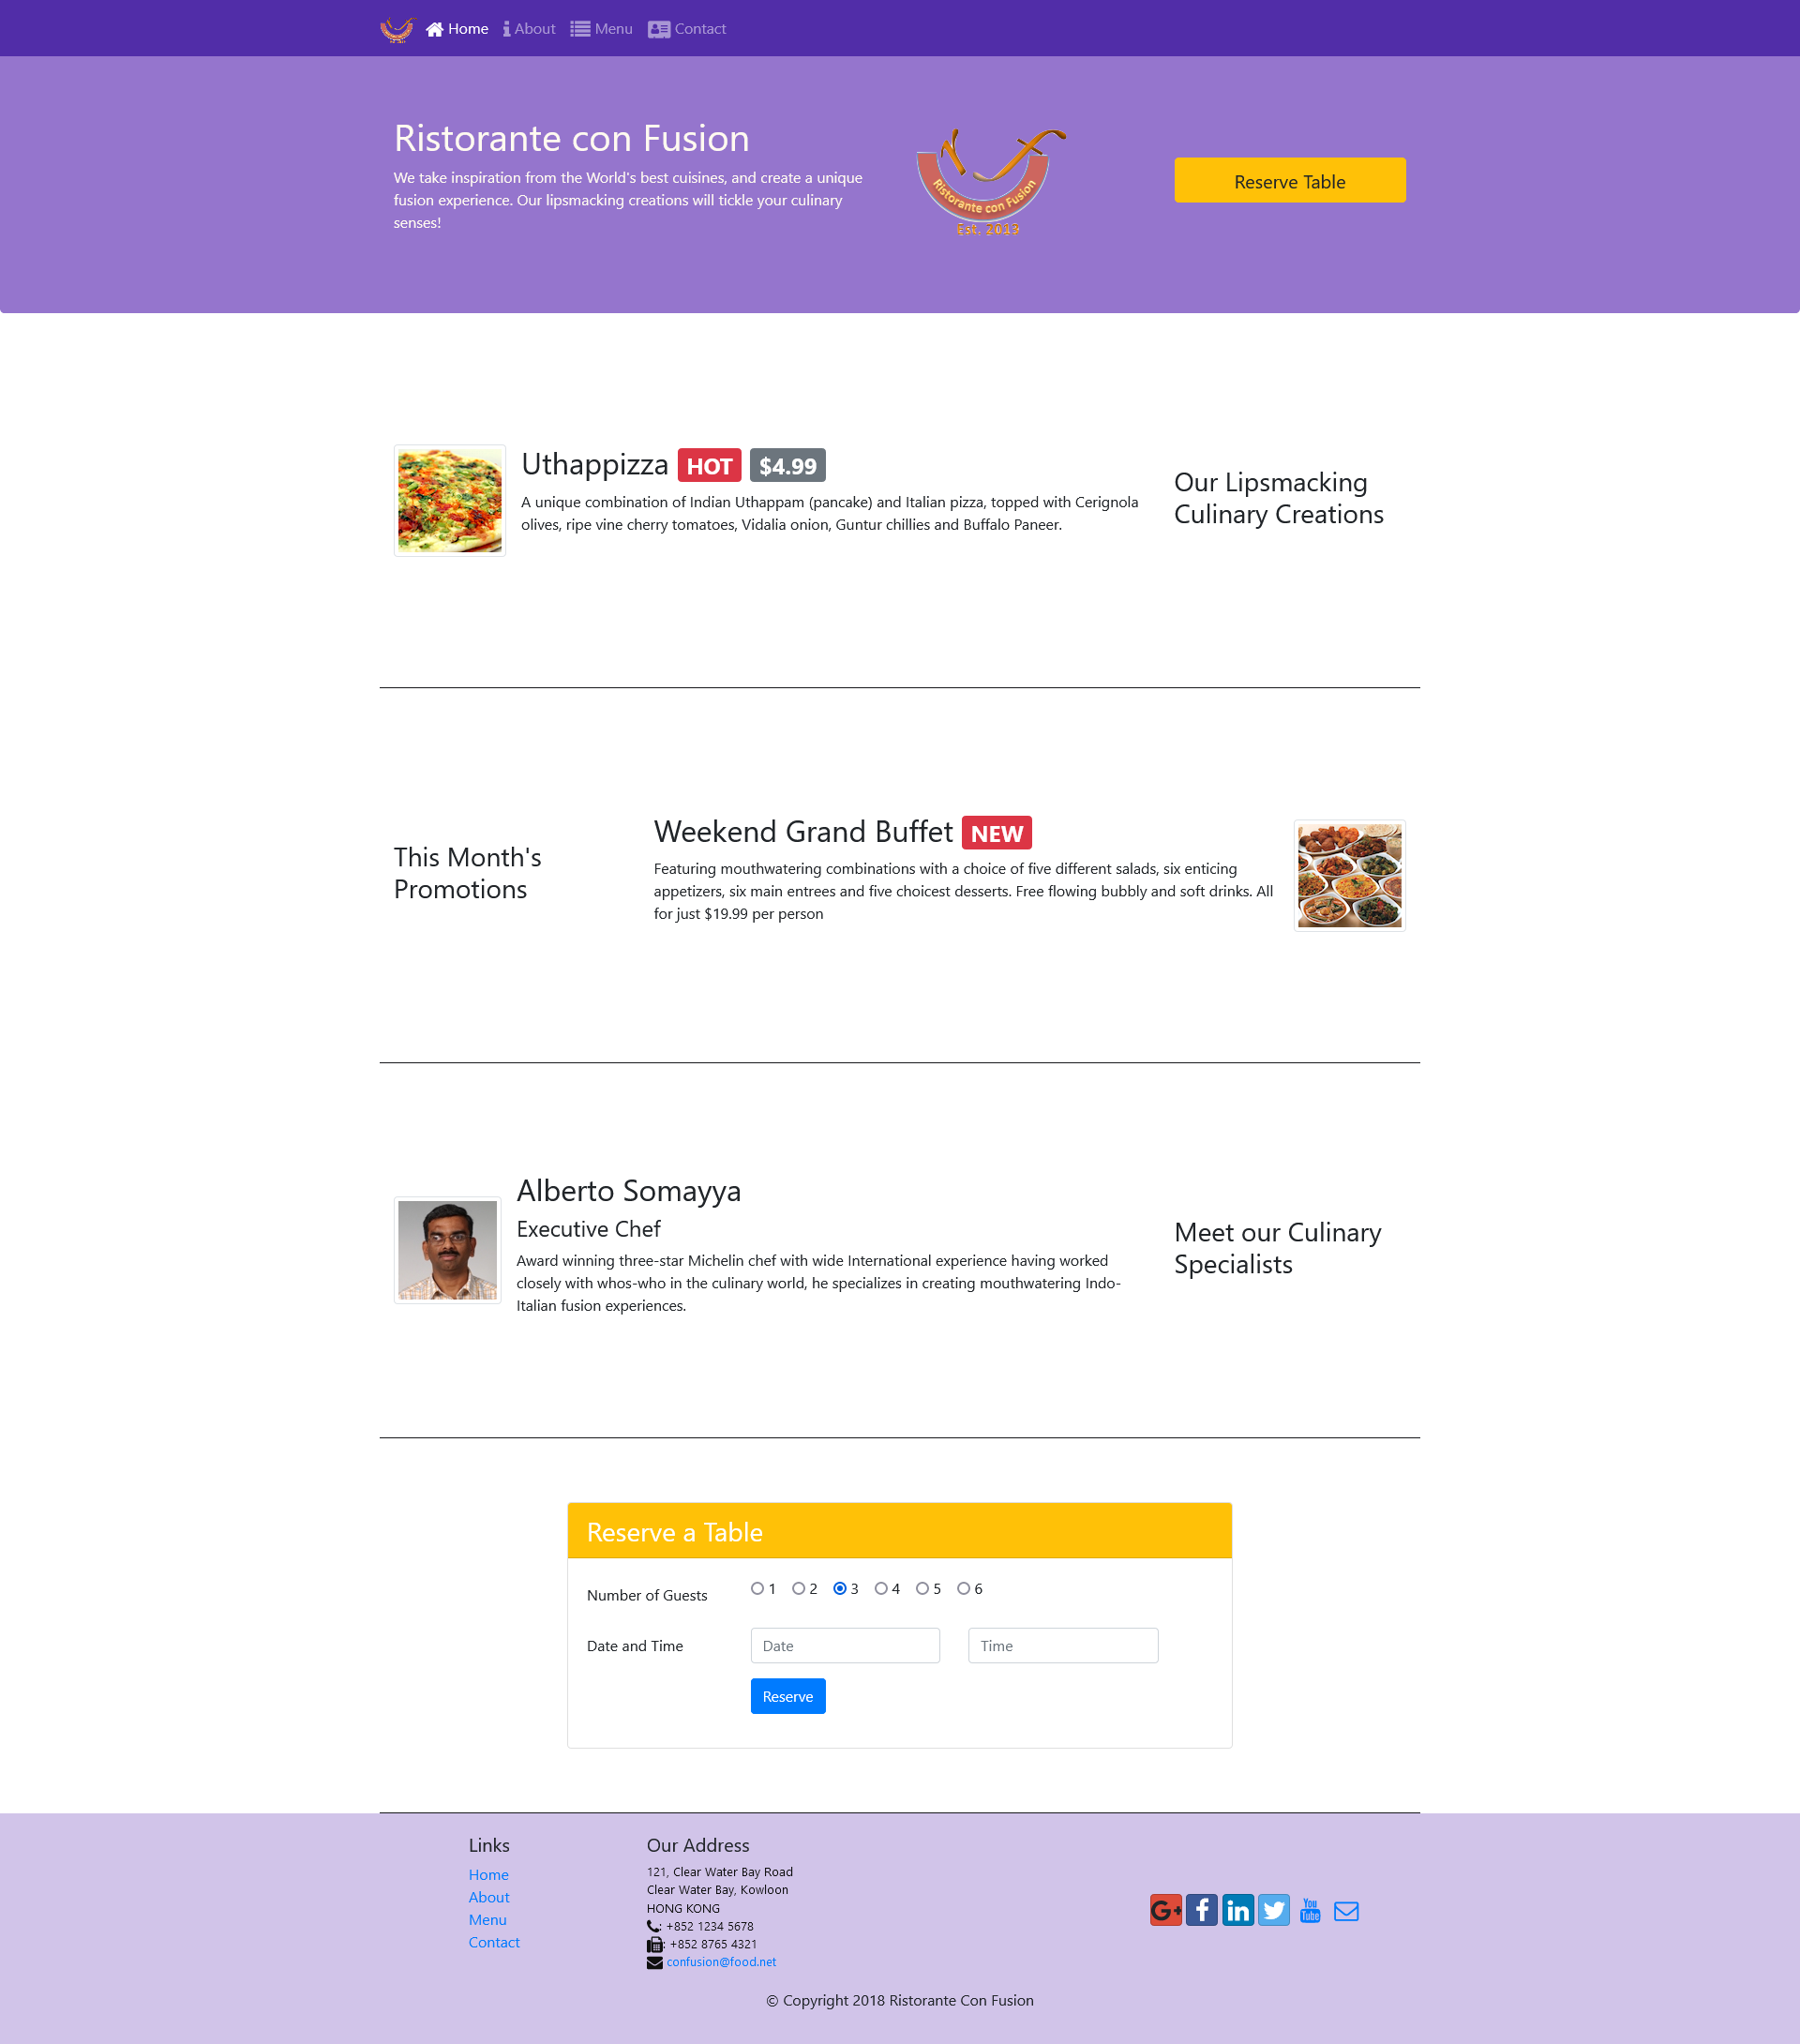 Home About Menu Contact
Ristorante con Fusion
We take inspiration from the World's best cuisines, and create a unique
fusion experience. Our lipsmacking creations will tickle your culinary
senses!
Ristorante con Fusion
Est. 2019
Reserve Table
Uthappizza HOT $4.99
A unique combination of Indian Uthappam (pancake) and Italian pizza, topped with Cerignola
olives, ripe vine cherry tomatoes, Vidalia onion, Guntur chillies and Buffalo Paneer.
Our Lipsmacking
Culinary Creations
This Month's
Promotions
Weekend Grand Buffet NEW
Featuring mouthwatering combinations with a choice of five different salads, six enticing
appetizers, six main entrees and five choicest desserts. Free flowing bubbly and soft drinks. All
for just $19.99 per person
Alberto Somayya
Executive Chef
Award winning three-star Michelin chef with wide International experience having worked
closely with whos-who in the culinary world, he specializes in creating mouthwatering Indo-
Italian fusion experiences.
Meet our Culinary
Specialists
Reserve a Table
Number of Guests 1 2 3 4 5 6
Date and Time Date Time
Reserve
Links
Home
About
Menu
Contact
Our Address
121, Clear Water Bay Road
Clear Water Bay, Kowloon
HONG KONG
: +852 1234 5678
: +852 8765 4321
confusion@food.net
You
Tube
© Copyright 2018 Ristorante Con Fusion